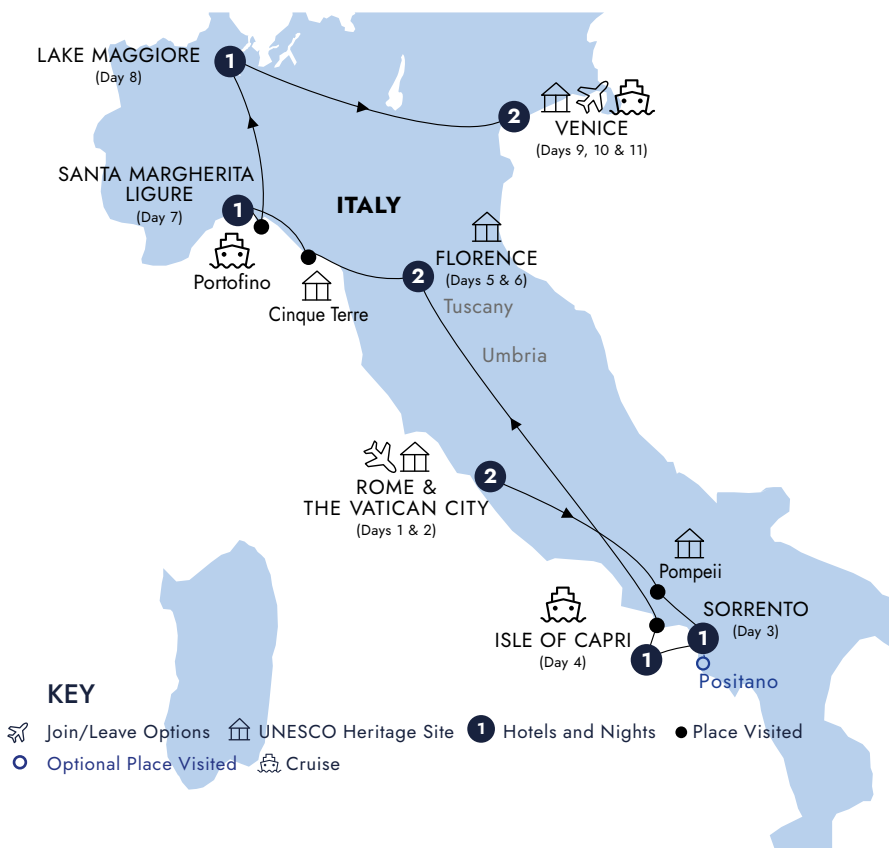 LAKE MAGGIORE
(Day 8)
1
2
VENICE
(Days 9, 10 & 11)
SANTA MARGHERITA
LIGURE
(Day 7)
1
ITALY
Portofino
Cinque Terre
FLORENCE
(Days 5 & 6)
2
Tuscany
Umbria
2
ROME &
THE VATICAN CITY
(Days 1 & 2)
Pompeii
SORRENTO
(Day 3)
1
ISLE OF CAPRI
(Day 4)
1
Positano
KEY
Join/Leave Options UNESCO Heritage Site 1 Hotels and Nights Place Visited
Optional Place Visited Cruise